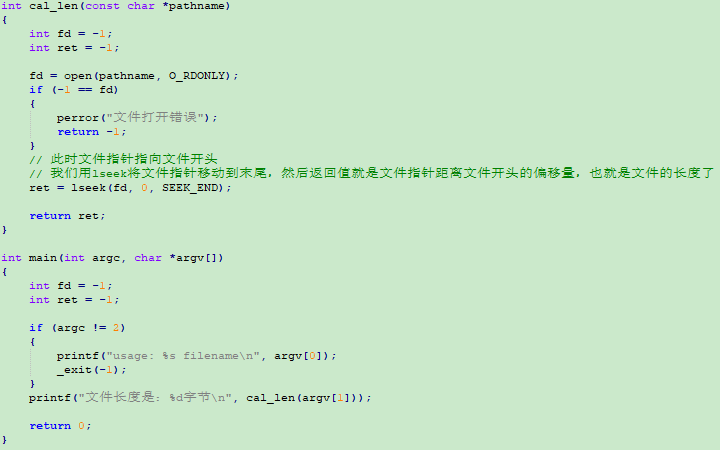 int cal_len(const char *pathname)
{
    int fd = -1;
    int ret = -1;
    fd = open(pathname, O_RDONLY);
    if (-1 == fd)
    {
        perror("文件打开错误");
        return -1;
    }
    // 此时文件指针指向文件开头
    // 我们用lseek将文件指针移动到末尾，然后返回值就是文件指针距离文件开头的偏移量，也就是文件的长度了
    ret = lseek(fd, 0, SEEK_END);
    return ret;
}
int main(int argc, char *argv[])
{
    int fd = -1;
    int ret = -1;
    if (argc != 2)
    {
        printf("usage: %s filename\n", argv[0]);
        _exit(-1);
    }
    printf("文件长度是：%d字节\n", cal_len(argv[1]));
    return 0;
}